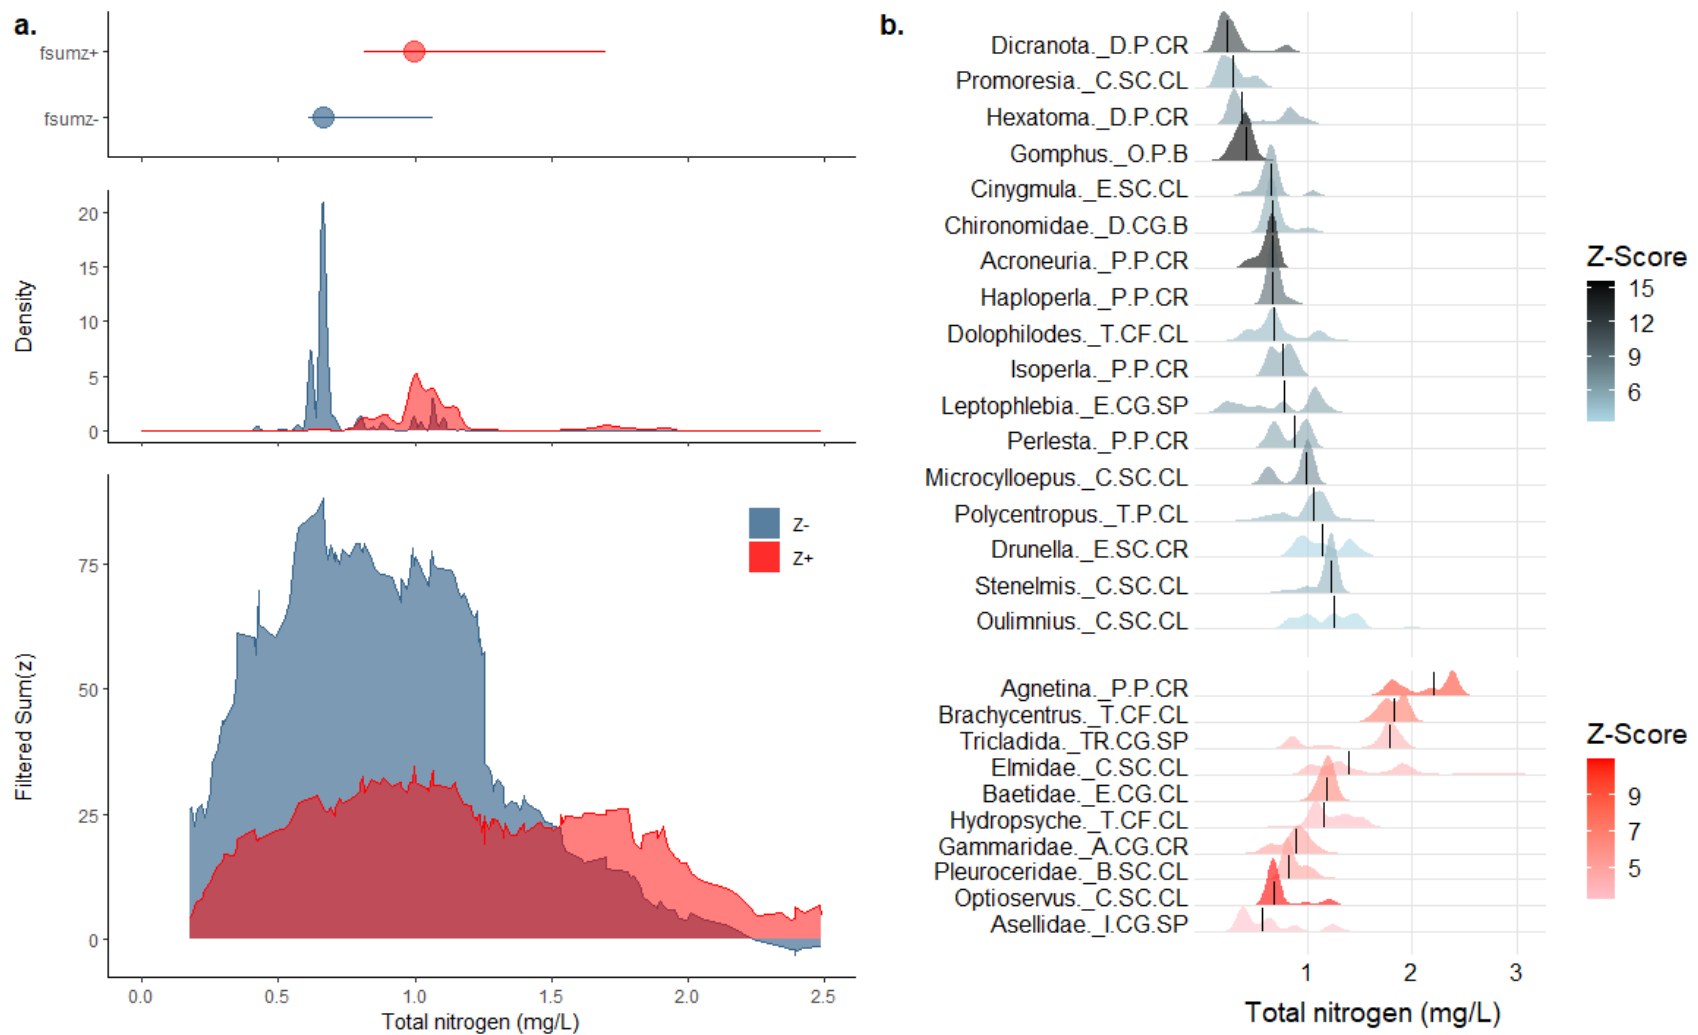 a.
fsumz+
fsumz-
Density
20
15
10
5
0
Filtered Sum(z)
75
50
25
0
Z-
Z+
0.0 0.5 1.0 1.5 2.0 2.5
Total nitrogen (mg/L)
b.
Dicranota._D.P.CR
Promoresia._C.SC.CL
Hexatoma._D.P.CR
Gomphus._O.P.B
Cinygmula._E.SC.CL
Chironomidae._D.CG.B
Acroneuria._P.P.CR
Haploperla._P.P.CR
Dolophilodes._T.CF.CL
Isoperla._P.P.CR
Leptophlebia._E.CG.SP
Perlesta._P.P.CR
Microcylloepus._C.SC.CL
Polycentropus._T.P.CL
Drunella._E.SC.CR
Stenelmis._C.SC.CL
Oulimnius._C.SC.CL
Agnetina._P.P.CR
Brachycentrus._T.CF.CL
Tricladida._TR.CG.SP
Elmidae._C.SC.CL
Baetidae._E.CG.CL
Hydropsyche._T.CF.CL
Gammaridae._A.CG.CR
Pleuroceridae._B.SC.CL
Optioservus._C.SC.CL
Asellidae._I.CG.SP
1 2 3
Total nitrogen (mg/L)
Z-Score
15
12
9
6
Z-Score
9
7
5